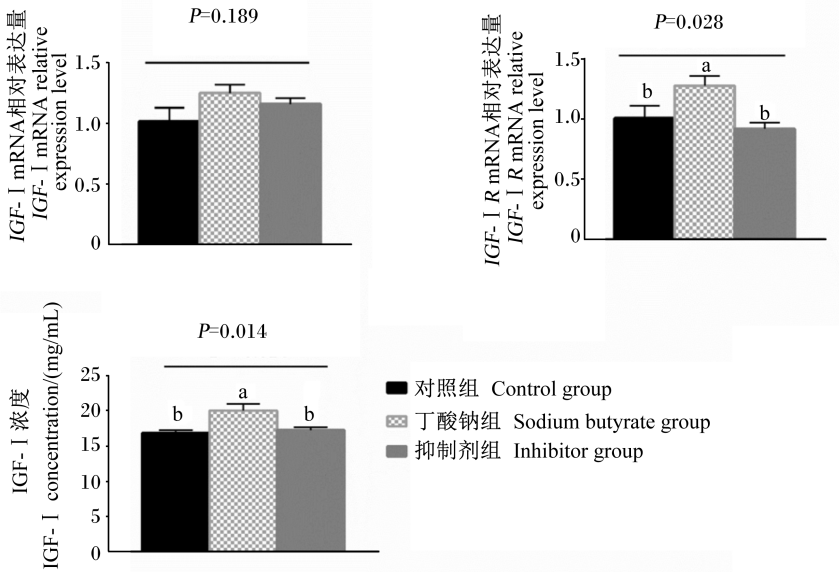 P=0.189
IGF-Ⅰ mRNA相对表达量
IGF-Ⅰ mRNA relative
expression level
1.5
1.0
0.5
0
P=0.028
IGF-Ⅰ R mRNA相对表达量
IGF-Ⅰ R mRNA relative
expression level
1.5
1.0
0.5
0
b
a
b
P=0.014
IGF-Ⅰ浓度
IGF-Ⅰ concentration/(mg/mL)
25
20
15
10
5
0
b
a
b
对照组 Control group
丁酸钠组 Sodium butyrate group
抑制剂组 Inhibitor group